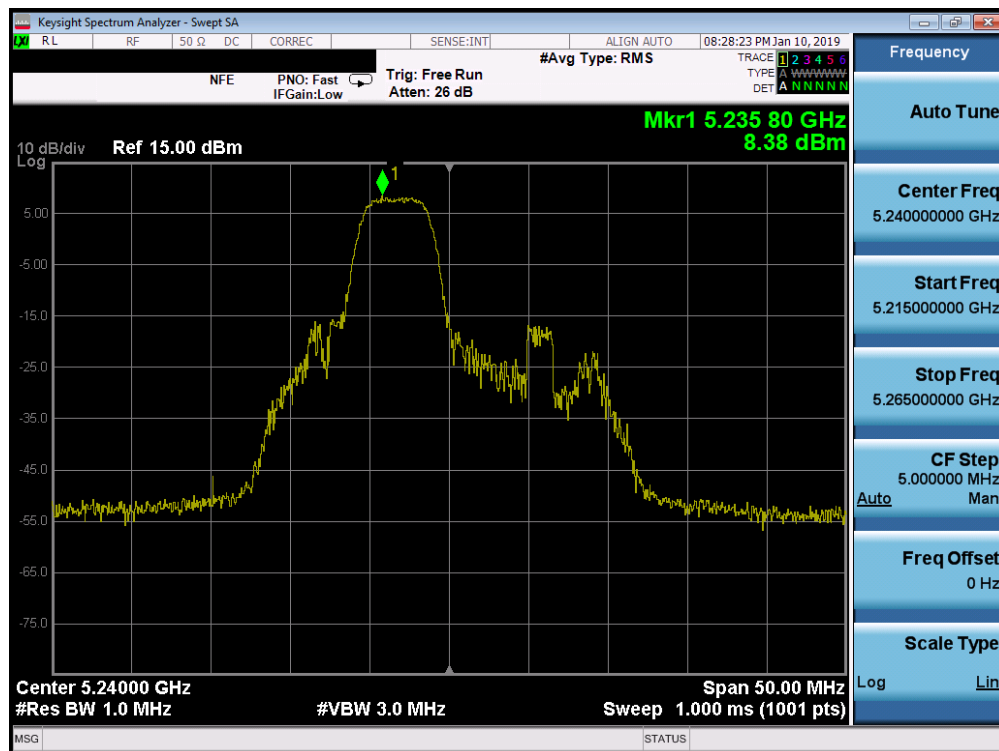 Keysight Spectrum Analyzer - Swept SA
LXI RL RF 50 Ω DC CORREC SENSE:INT ALIGN AUTO 08:28:23 PM Jan 10, 2019
#Avg Type: RMS TRACE 1 2 3 4 5 6
NFE PNO: Fast Trig: Free Run TYPE A WWWWW
IFGain:Low Atten: 26 dB DET A N N N N N
Mkr1 5.235 80 GHz
8.38 dBm
10 dB/div Ref 15.00 dBm
Log
1
5.00
-5.00
-15.0
-25.0
-35.0
-45.0
-55.0
-65.0
-75.0
Center 5.24000 GHz Span 50.00 MHz
#Res BW 1.0 MHz #VBW 3.0 MHz Sweep 1.000 ms (1001 pts)
MSG STATUS
Frequency
Auto Tune
Center Freq
5.240000000 GHz
Start Freq
5.215000000 GHz
Stop Freq
5.265000000 GHz
CF Step
5.000000 MHz
Auto Man
Freq Offset
0 Hz
Scale Type
Log Lin